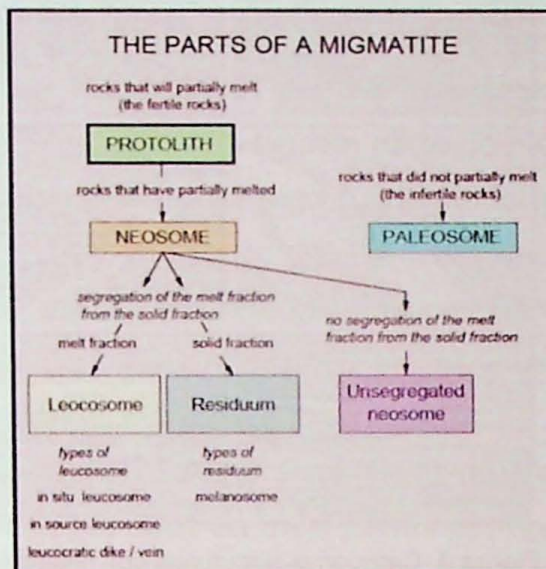 THE PARTS OF A MIGMATITE
rocks that will partially melt
(the fertile rocks)
PROTOLITH
rocks that have partially melted
rocks that did not partially melt
(the infertile rocks)
NEOSOME
PALEOSOME
segregation of the melt fraction
from the solid fraction
no segregation of the melt
fraction from the solid fraction
melt fraction
solid fraction
Leocosome
Residuum
Unsegregated
neosome
types of
leucosome
in situ leucosome
in source leucosome
leucocratic dike / vein
types of
residuum
melanosome